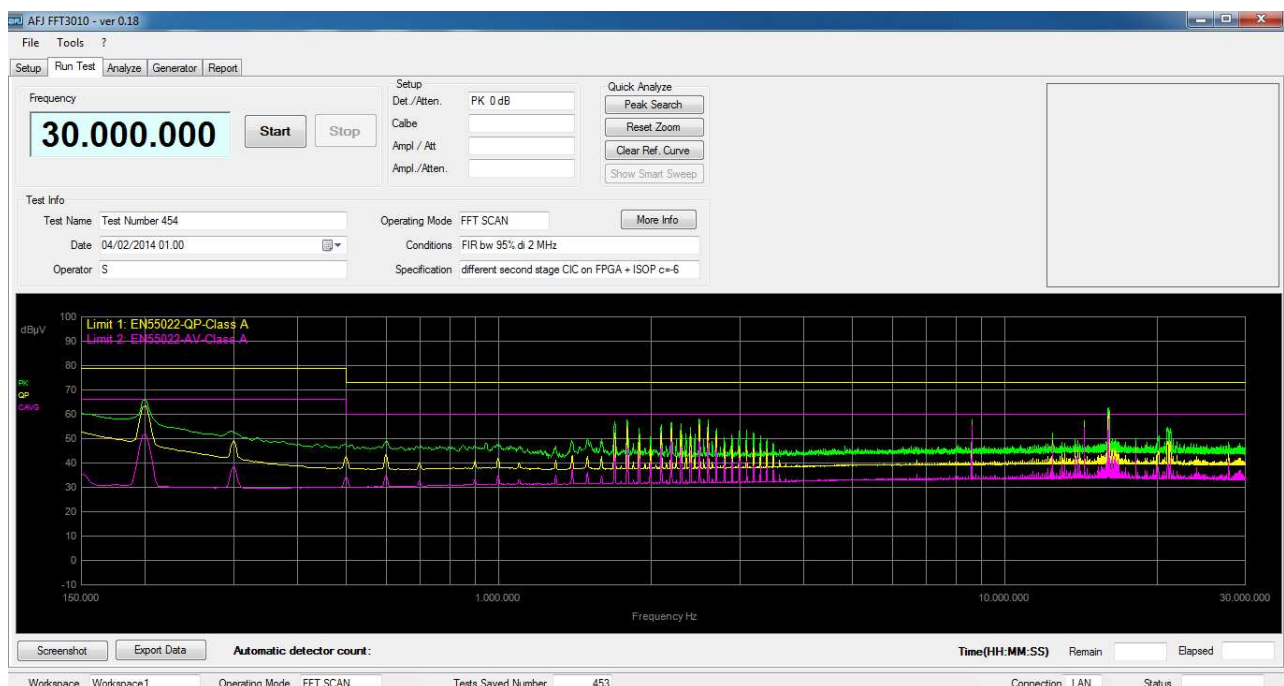 AFJ FFT3010 - ver 0.18
File Tools ?
Setup Run Test Analyze Generator Report
Frequency
30.000.000
Start Stop
Setup
Det./Atten. PK 0 dB
Calbe
Ampl / Att
Ampl./Atten.
Quick Analyze
Peak Search
Reset Zoom
Clear Ref. Curve
Show Smart Sweep
Test Info
Test Name Test Number 454
Operating Mode FFT SCAN
More Info
Date 04/02/2014 01.00
Conditions FIR bw 95% di 2 MHz
Operator S
Specification different second stage CIC on FPGA + ISOP c=-6
Limit 1: EN55022-QP-Class A
Limit 2: EN55022-AV-Class A
dBµV
PK
QP
CAVG
100
90
80
70
60
50
40
30
20
10
0
-10
150.000 1.000.000 10.000.000 30.000.000
Frequency Hz
Screenshot Export Data Automatic detector count: Time(HH:MM:SS) Remain Elapsed
Workspace Workspace1 Operating Mode FFT SCAN Tests Saved Number 453 Connection LAN Status